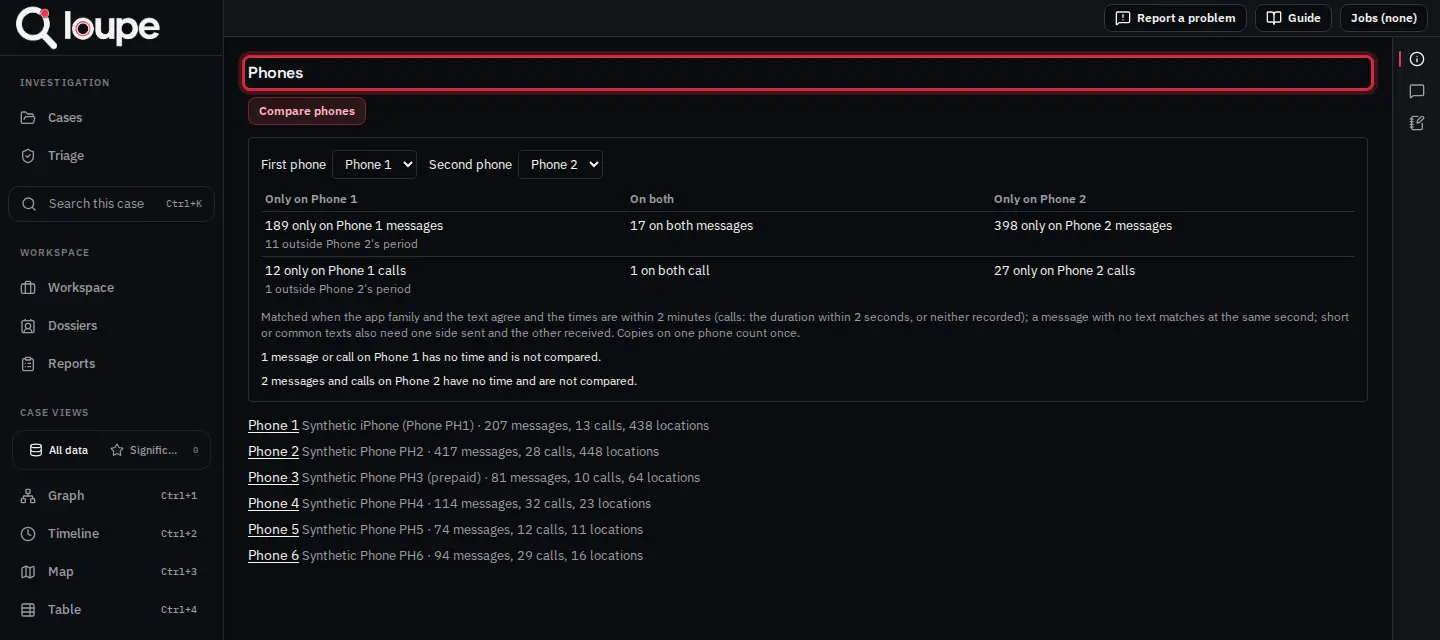 loupe
Report a problem
Guide
Jobs (none)
INVESTIGATION
Cases
Triage
Search this case Ctrl+K
WORKSPACE
Workspace
Dossiers
Reports
CASE VIEWS
All data
Signific... 0
Graph Ctrl+1
Timeline Ctrl+2
Map Ctrl+3
Table Ctrl+4
Phones
Compare phones
First phone Phone 1 Second phone Phone 2
Only on Phone 1 On both Only on Phone 2
189 only on Phone 1 messages 17 on both messages 398 only on Phone 2 messages
11 outside Phone 2's period
12 only on Phone 1 calls 1 on both call 27 only on Phone 2 calls
1 outside Phone 2's period
Matched when the app family and the text agree and the times are within 2 minutes (calls: the duration within 2 seconds, or neither recorded); a message with no text matches at the same second; short
or common texts also need one side sent and the other received. Copies on one phone count once.
1 message or call on Phone 1 has no time and is not compared.
2 messages and calls on Phone 2 have no time and are not compared.
Phone 1 Synthetic iPhone (Phone PH1) · 207 messages, 13 calls, 438 locations
Phone 2 Synthetic Phone PH2 · 417 messages, 28 calls, 448 locations
Phone 3 Synthetic Phone PH3 (prepaid) · 81 messages, 10 calls, 64 locations
Phone 4 Synthetic Phone PH4 · 114 messages, 32 calls, 23 locations
Phone 5 Synthetic Phone PH5 · 74 messages, 12 calls, 11 locations
Phone 6 Synthetic Phone PH6 · 94 messages, 29 calls, 16 locations